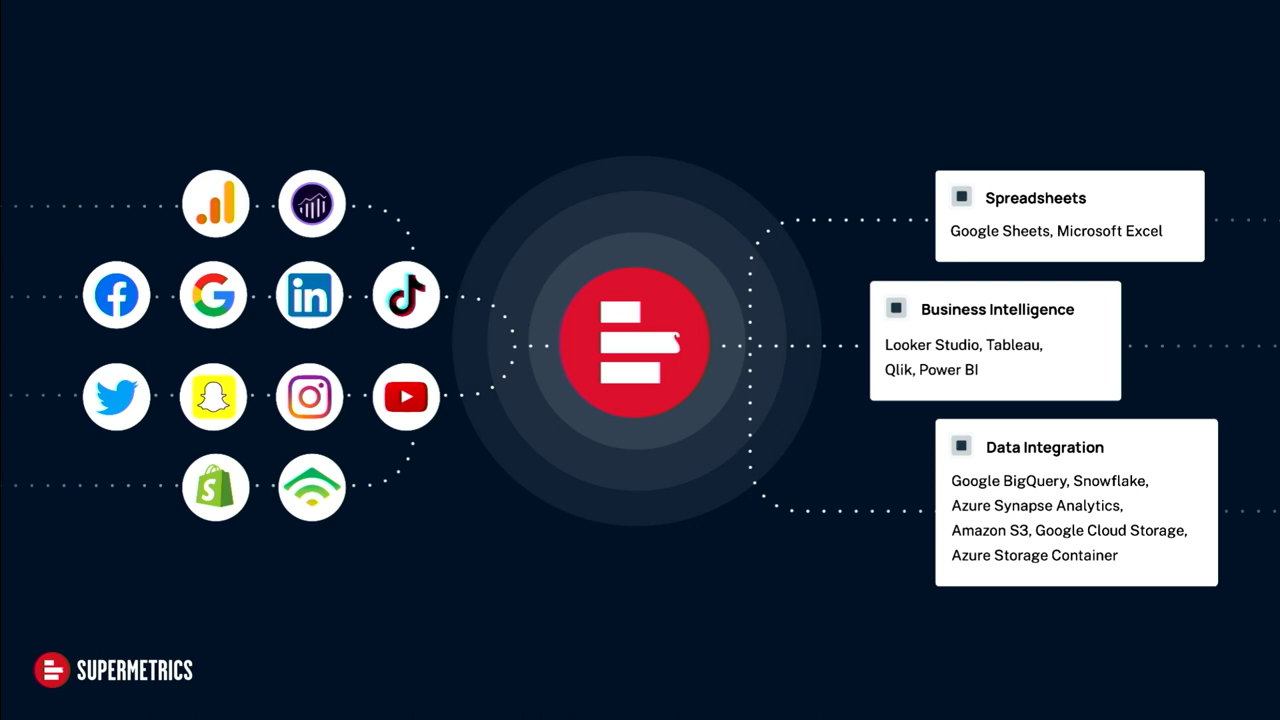 Spreadsheets
Google Sheets, Microsoft Excel
Business Intelligence
Looker Studio, Tableau,
Qlik, Power BI
Data Integration
Google BigQuery, Snowflake,
Azure Synapse Analytics,
Amazon S3, Google Cloud Storage,
Azure Storage Container
SUPERMETRICS